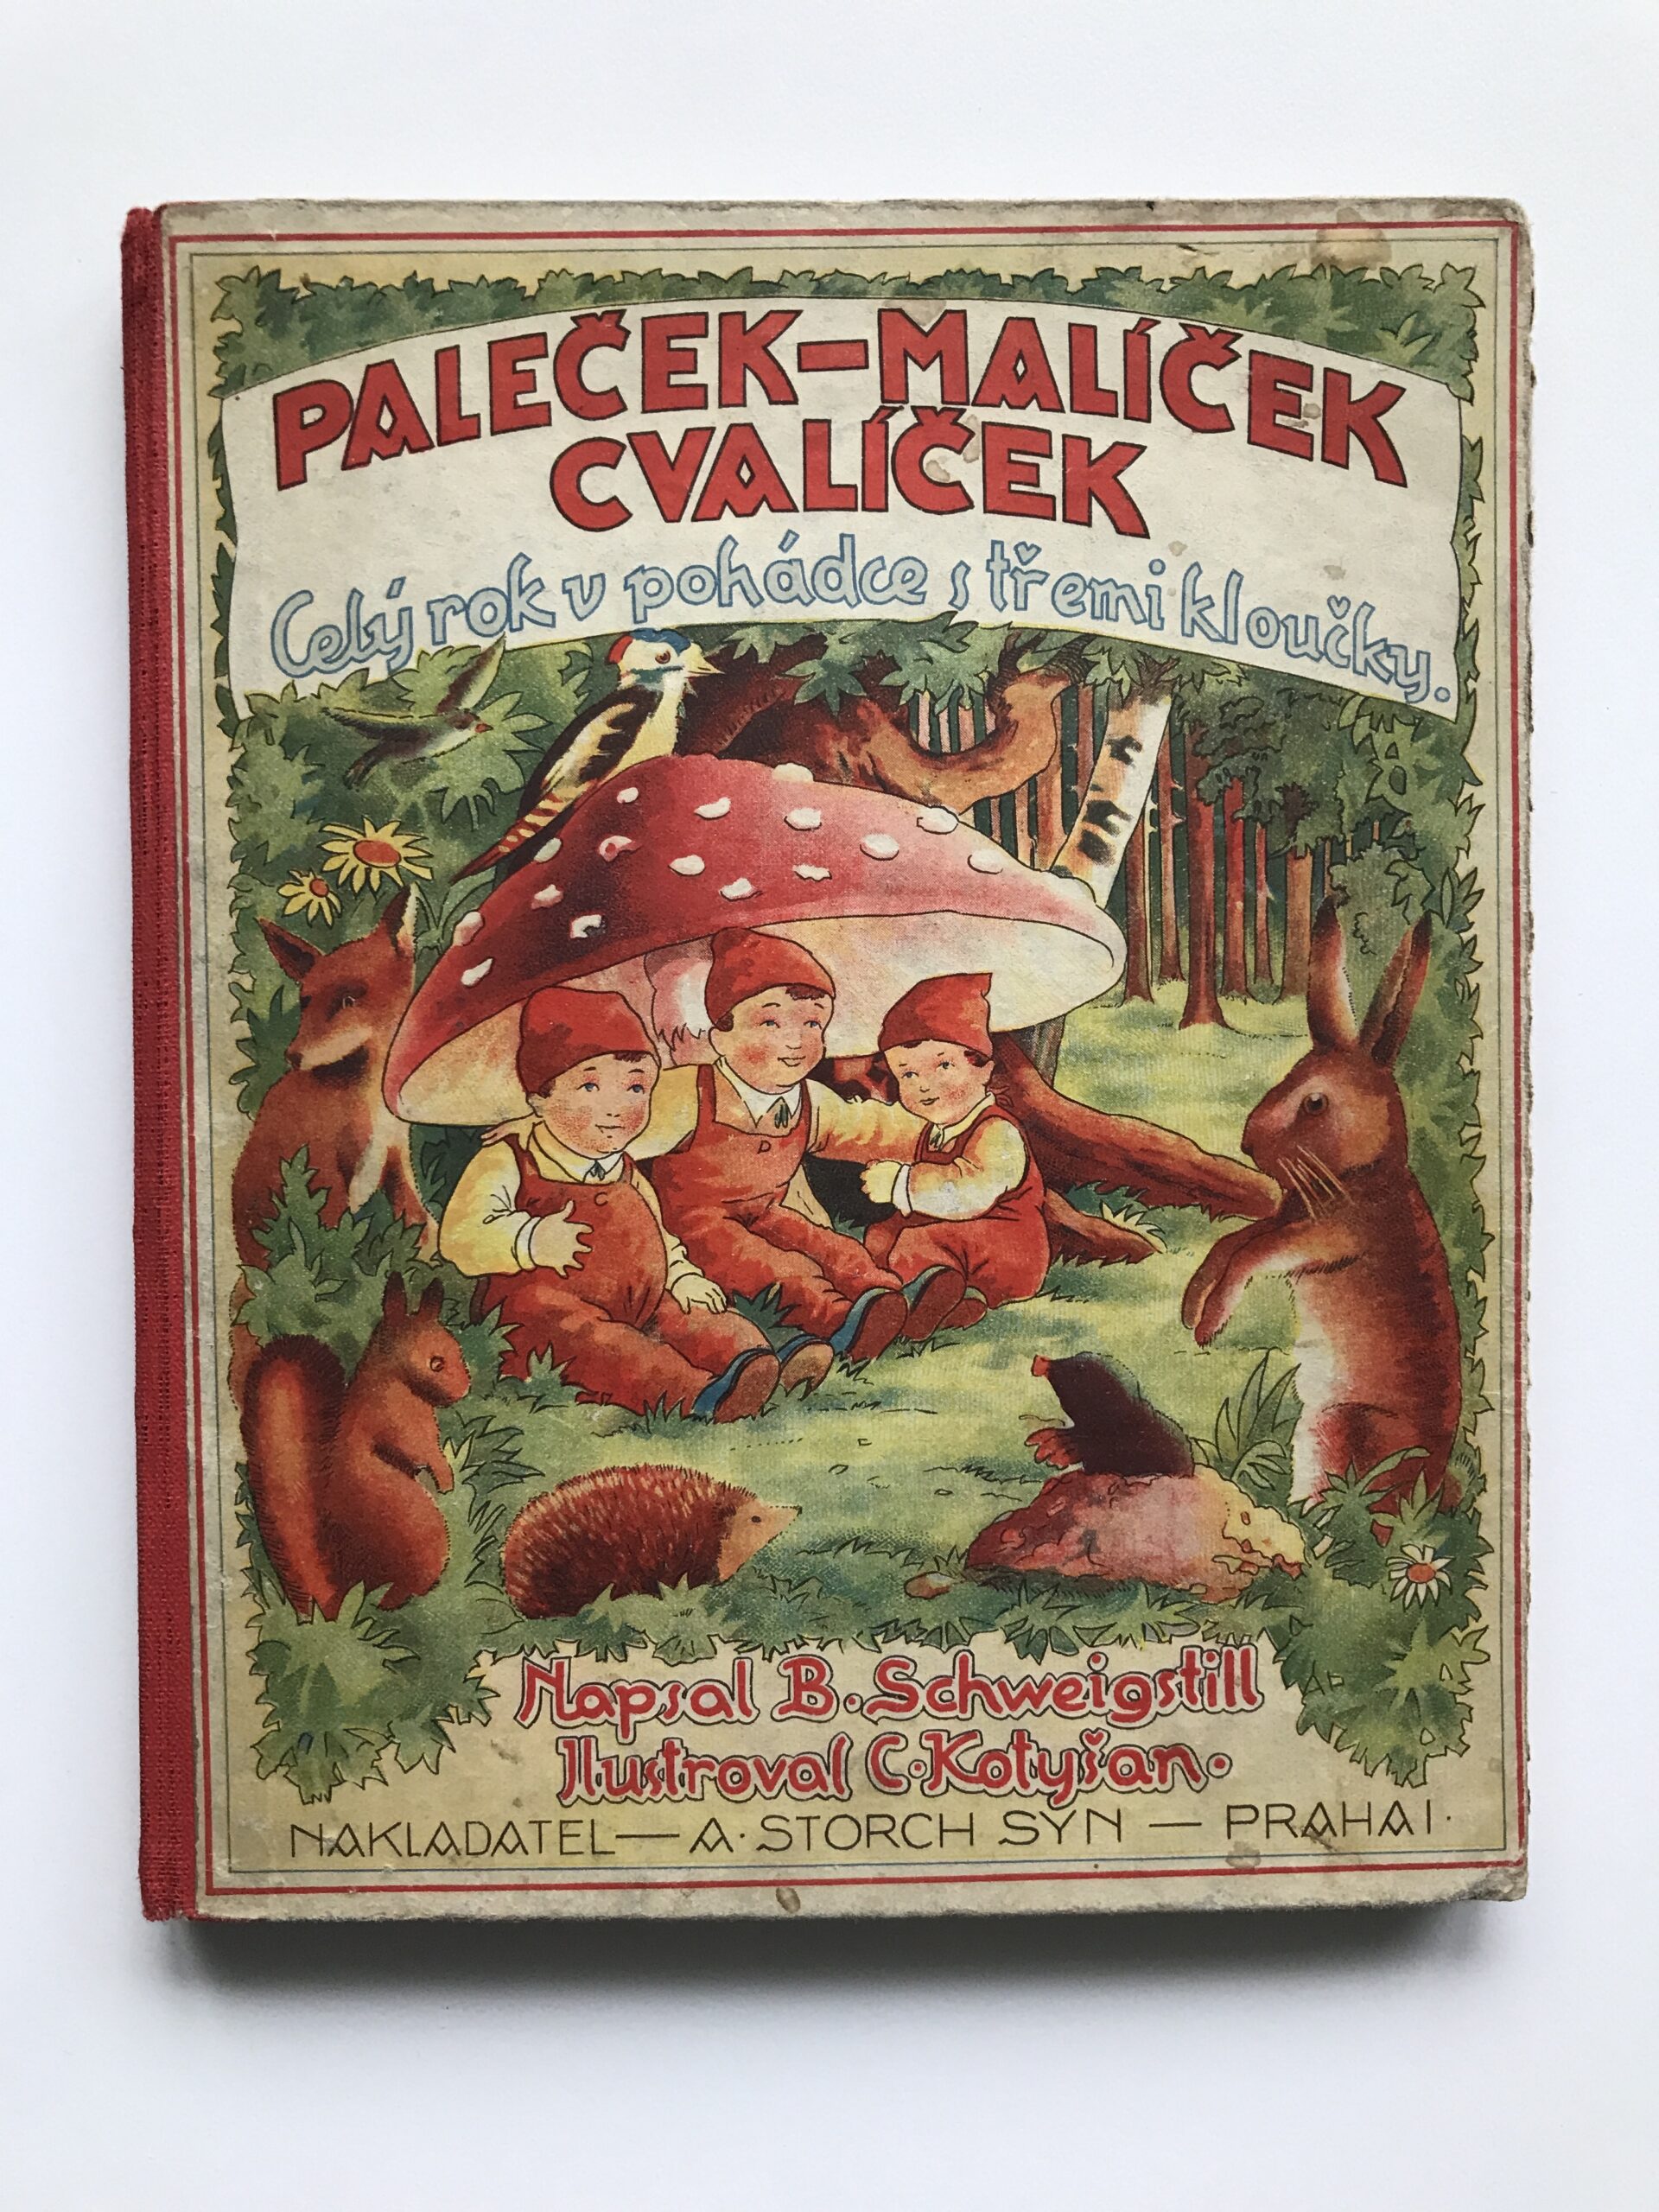 PALEČEK–MALÍČEK
CVALÍČEK
Celý rok v pohádce s třemi kloučky.
D
C
Napsal B. Schweigstill
Ilustroval C. Kotyšan.
NAKLADATEL — A. STORCH SYN — PRAHA I.